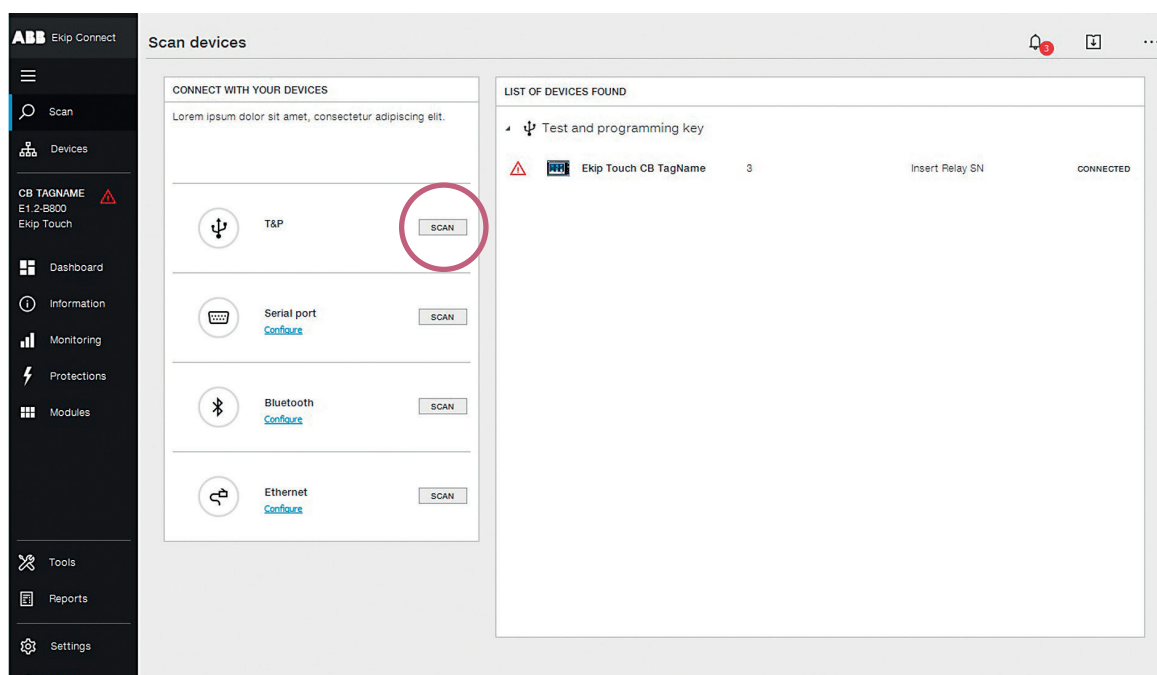 ABB Ekip Connect
Scan devices
3
Scan
Devices
CB TAGNAME
E1.2-B800
Ekip Touch
Dashboard
Information
Monitoring
Protections
Modules
Tools
Reports
Settings
CONNECT WITH YOUR DEVICES
Lorem ipsum dolor sit amet, consectetur adipiscing elit.
T&P
SCAN
Serial port
Configure
SCAN
Bluetooth
Configure
SCAN
Ethernet
Configure
SCAN
LIST OF DEVICES FOUND
Test and programming key
Ekip Touch CB TagName 3 Insert Relay SN CONNECTED